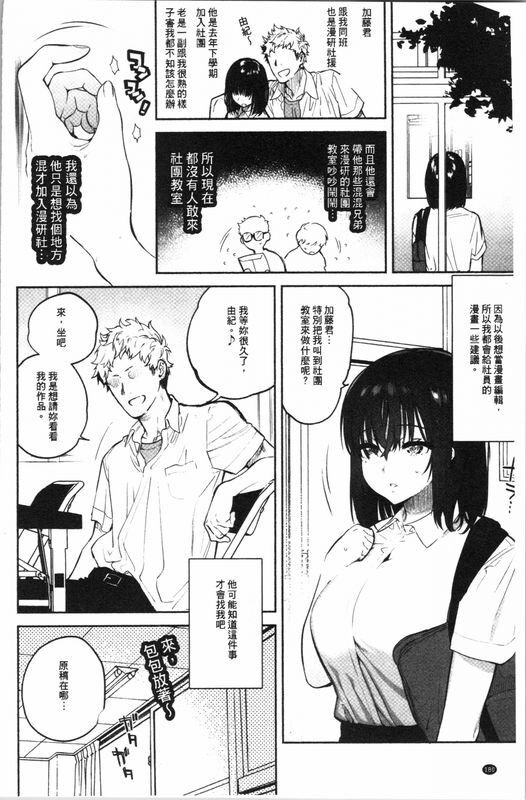 而且他還會
帶他那些混混兄弟
來漫研的社團
教室吵吵鬧鬧…
加藤君
跟我同班
也是漫研社援
由紀～
他是去年下學期
加入社團
老是一副跟我很熟的樣
子害我都不知該怎麼辦
所以現在
都沒有人敢來
社團教室
我還以為
他只是想找個地方
混才加入漫研社…
因為以後想當漫畫編輯，
所以我都會給社員的
漫畫一些建議。
加藤君…
特別把我叫到社團
教室來做什麼呢？
我等妳很久了，
由紀。♪
來，坐吧
我是想請妳看看
我的作品。
他可能知道這件事
才會找我吧
來，
包包放著～
原稿在哪…
ガタ
ガタ
180